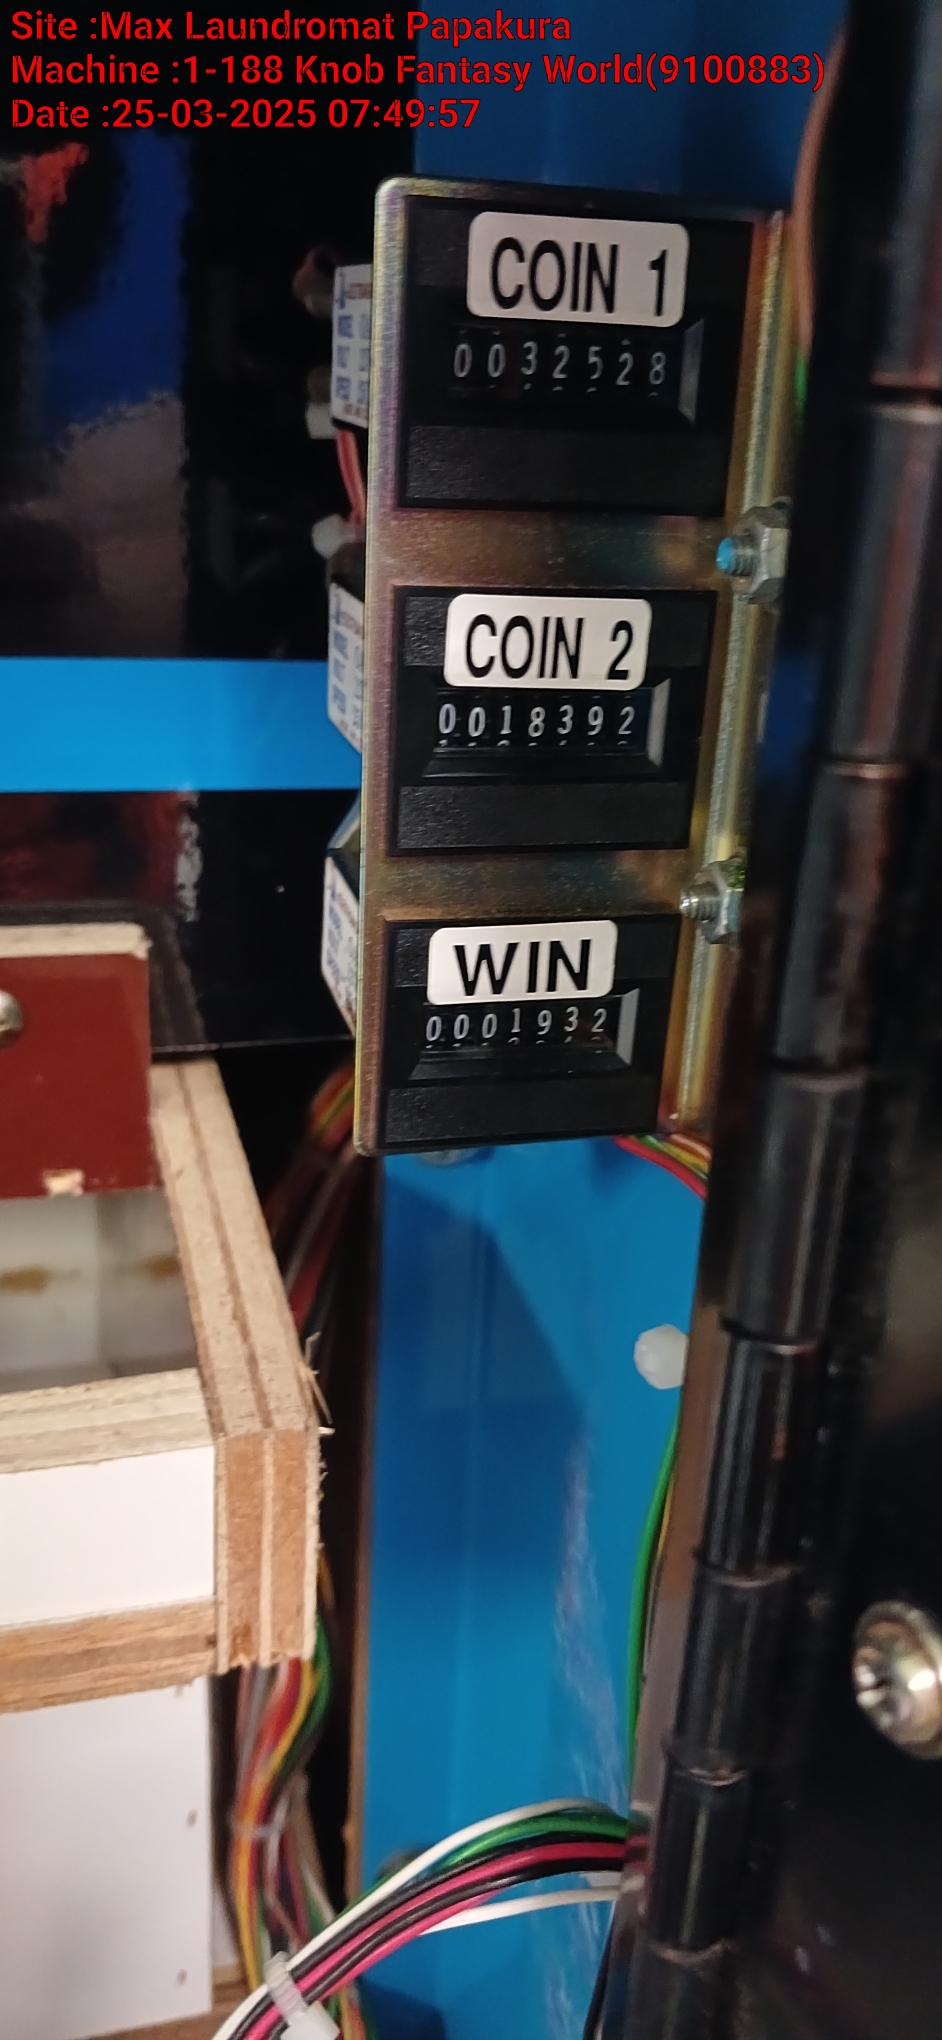 Site :Max Laundromat Papakura
Machine :1-188 Knob Fantasy World(9100883)
Date :25-03-2025 07:49:57
COIN 1
0032528
COIN 2
0018392
WIN
0001932